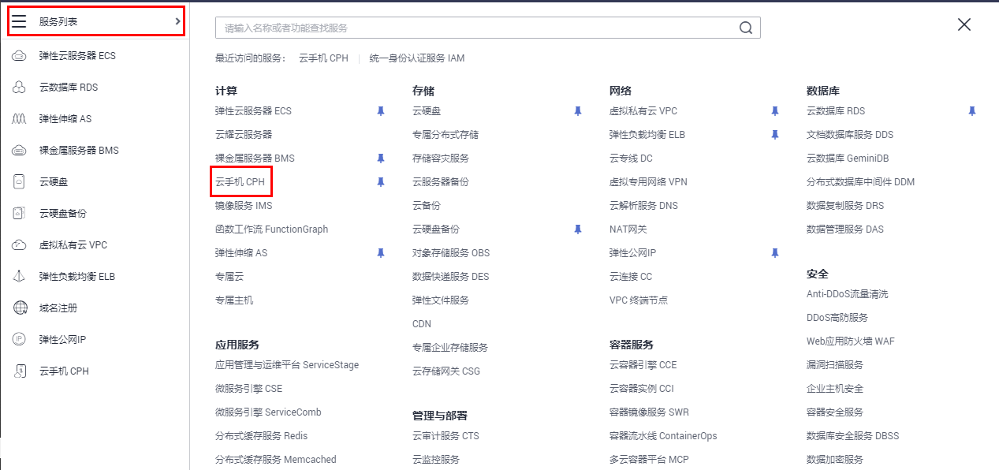 服务列表
弹性云服务器 ECS
云数据库 RDS
弹性伸缩 AS
裸金属服务器 BMS
云硬盘
云硬盘备份
虚拟私有云 VPC
弹性负载均衡 ELB
域名注册
弹性公网IP
云手机 CPH
请输入名称或者功能查找服务
最近访问的服务： 云手机 CPH 统一身份认证服务 IAM
计算
弹性云服务器 ECS
云耀云服务器
裸金属服务器 BMS
云手机 CPH
镜像服务 IMS
函数工作流 FunctionGraph
弹性伸缩 AS
专属云
专属主机
应用服务
应用管理与运维平台 ServiceStage
微服务引擎 CSE
微服务引擎 ServiceComb
分布式缓存服务 Redis
分布式缓存服务 Memcached
存储
云硬盘
专属分布式存储
存储容灾服务
云服务器备份
云备份
云硬盘备份
对象存储服务 OBS
数据快递服务 DES
弹性文件服务
CDN
专属企业存储服务
云存储网关 CSG
管理与部署
云审计服务 CTS
云监控服务
网络
虚拟私有云 VPC
弹性负载均衡 ELB
云专线 DC
虚拟专用网络 VPN
云解析服务 DNS
NAT网关
弹性公网IP
云连接 CC
VPC 终端节点
容器服务
云容器引擎 CCE
云容器实例 CCI
容器镜像服务 SWR
容器流水线 ContainerOps
多云容器平台 MCP
数据库
云数据库 RDS
文档数据库服务 DDS
云数据库 GeminiDB
分布式数据库中间件 DDM
数据复制服务 DRS
数据管理服务 DAS
安全
Anti-DDoS流量清洗
DDoS高防服务
Web应用防火墙 WAF
漏洞扫描服务
企业主机安全
容器安全服务
数据库安全服务 DBSS
数据加密服务